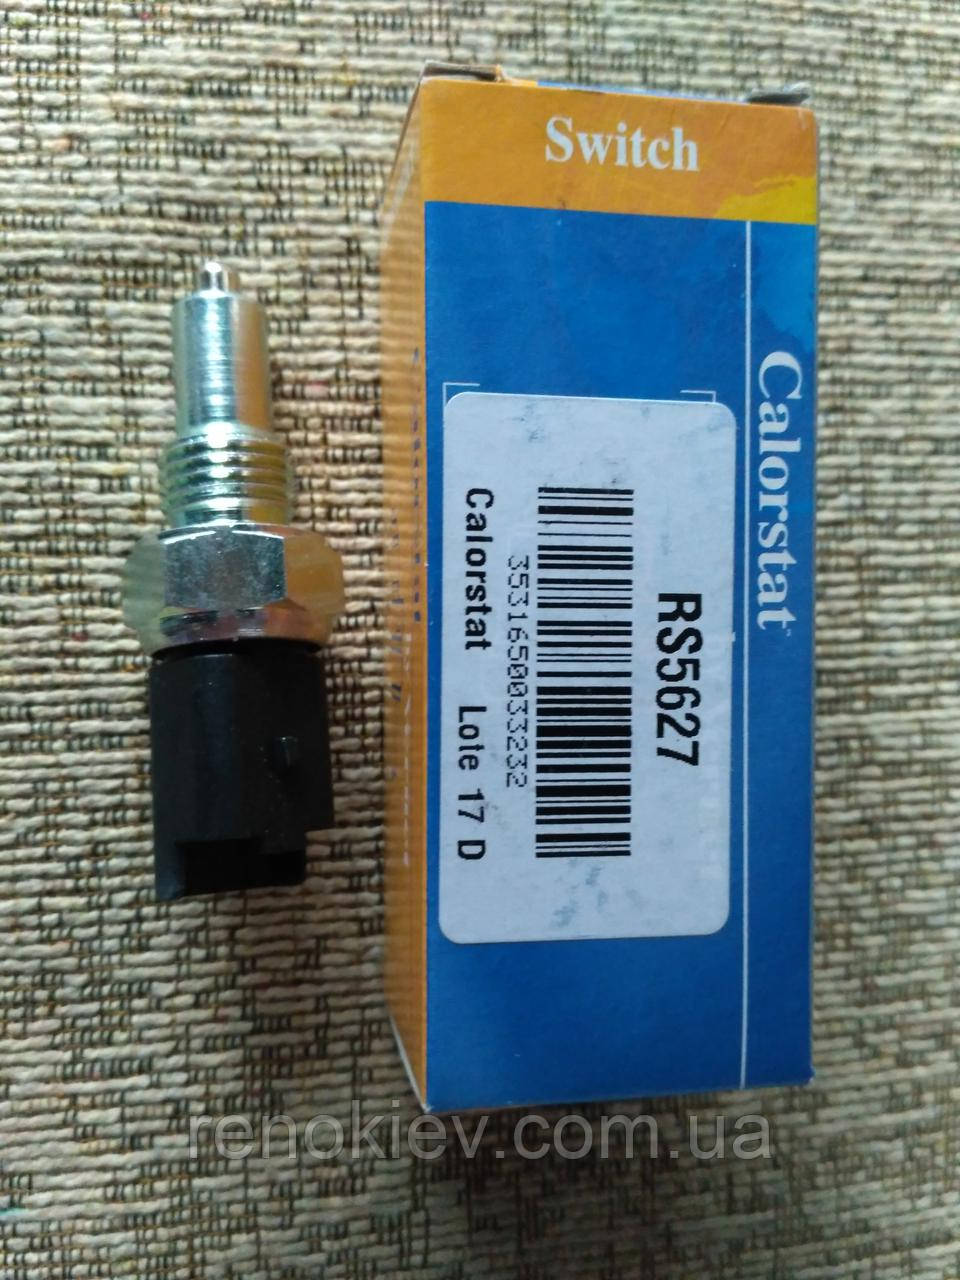 Switch
Calorstat
RS5627
3531650033232
Calorstat Lote 17 D
renokiev.com.ua